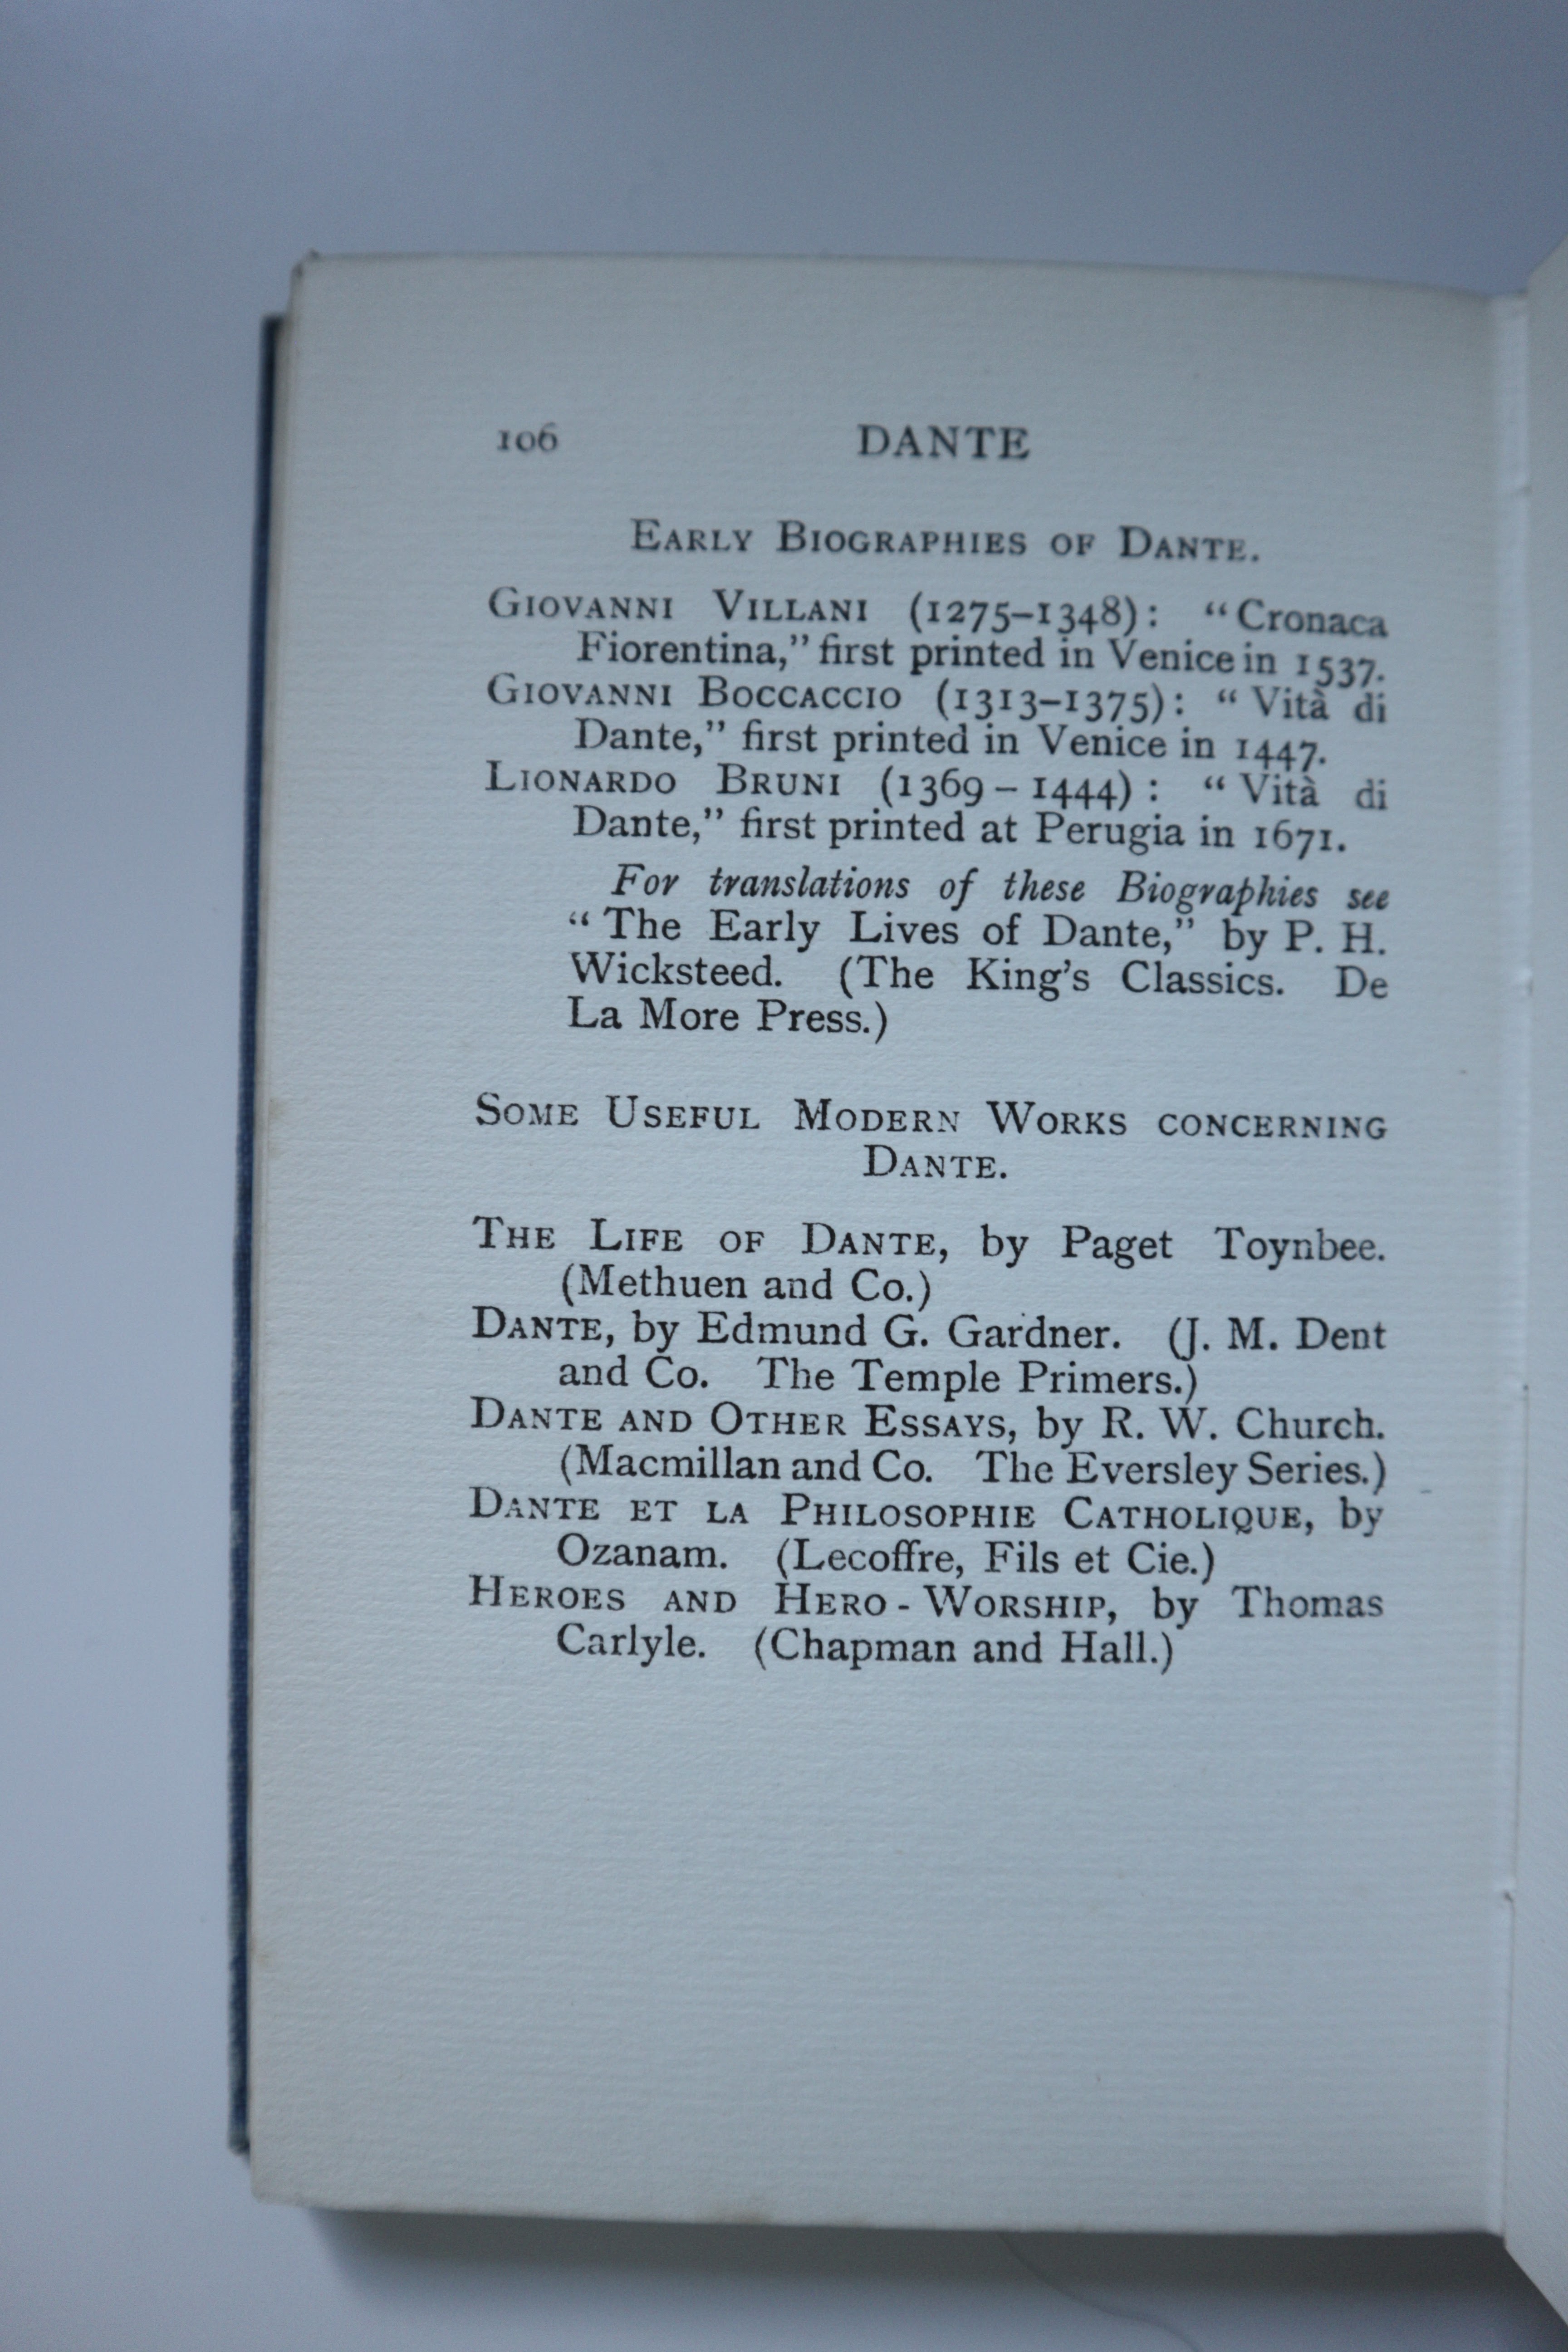 106 DANTE
EARLY BIOGRAPHIES OF DANTE.
GIOVANNI VILLANI (1275–1348): “Cronaca
Fiorentina,” first printed in Venice in 1537.
GIOVANNI BOCCACCIO (1313–1375): “Vità di
Dante,” first printed in Venice in 1447.
LIONARDO BRUNI (1369 – 1444) : “Vità di
Dante,” first printed at Perugia in 1671.
For translations of these Biographies see
“The Early Lives of Dante,” by P. H.
Wicksteed. (The King’s Classics. De
La More Press.)
SOME USEFUL MODERN WORKS CONCERNING
DANTE.
THE LIFE OF DANTE, by Paget Toynbee.
(Methuen and Co.)
DANTE, by Edmund G. Gardner. (J. M. Dent
and Co. The Temple Primers.)
DANTE AND OTHER ESSAYS, by R. W. Church.
(Macmillan and Co. The Eversley Series.)
DANTE ET LA PHILOSOPHIE CATHOLIQUE, by
Ozanam. (Lecoffre, Fils et Cie.)
HEROES AND HERO - WORSHIP, by Thomas
Carlyle. (Chapman and Hall.)